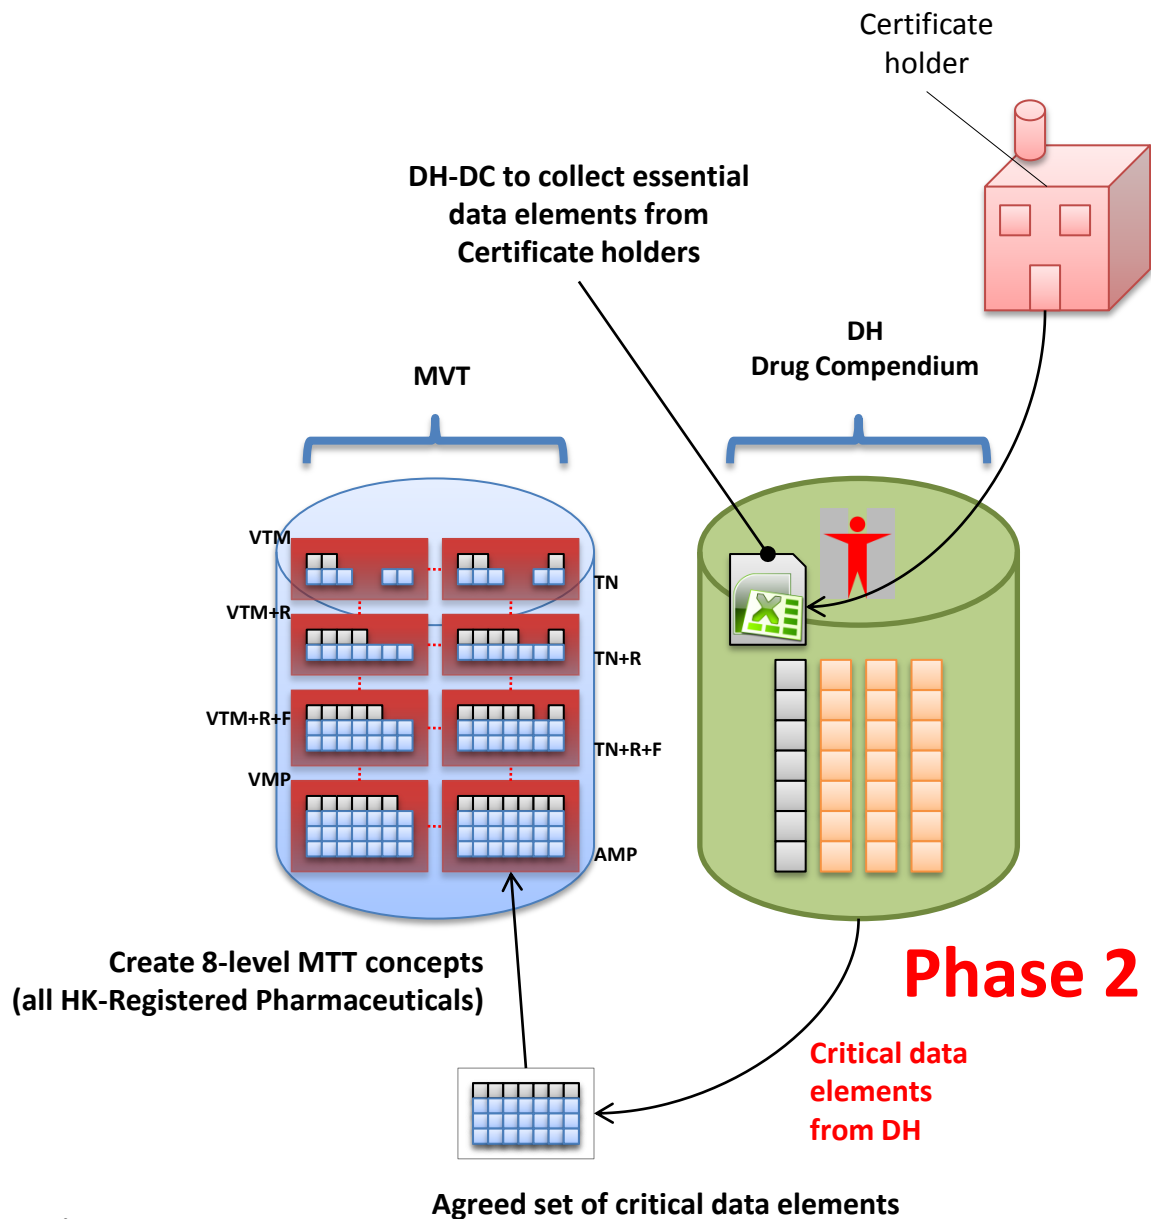 Certificate
holder
DH-DC to collect essential
data elements from
Certificate holders
DH
Drug Compendium
MVT
VTM
TN
VTM+R
TN+R
VTM+R+F
TN+R+F
VMP
AMP
Create 8-level MTT concepts
(all HK-Registered Pharmaceuticals)
Phase 2
Critical data
elements
from DH
Agreed set of critical data elements